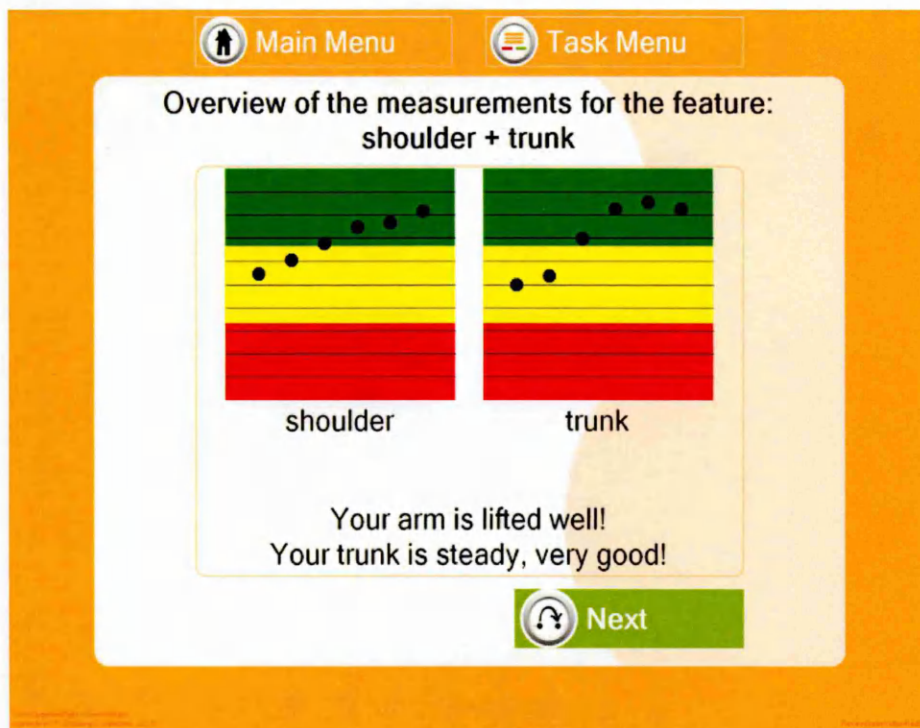 Main Menu
Task Menu
Overview of the measurements for the feature:
shoulder + trunk
shoulder
trunk
Your arm is lifted well!
Your trunk is steady, very good!
Next